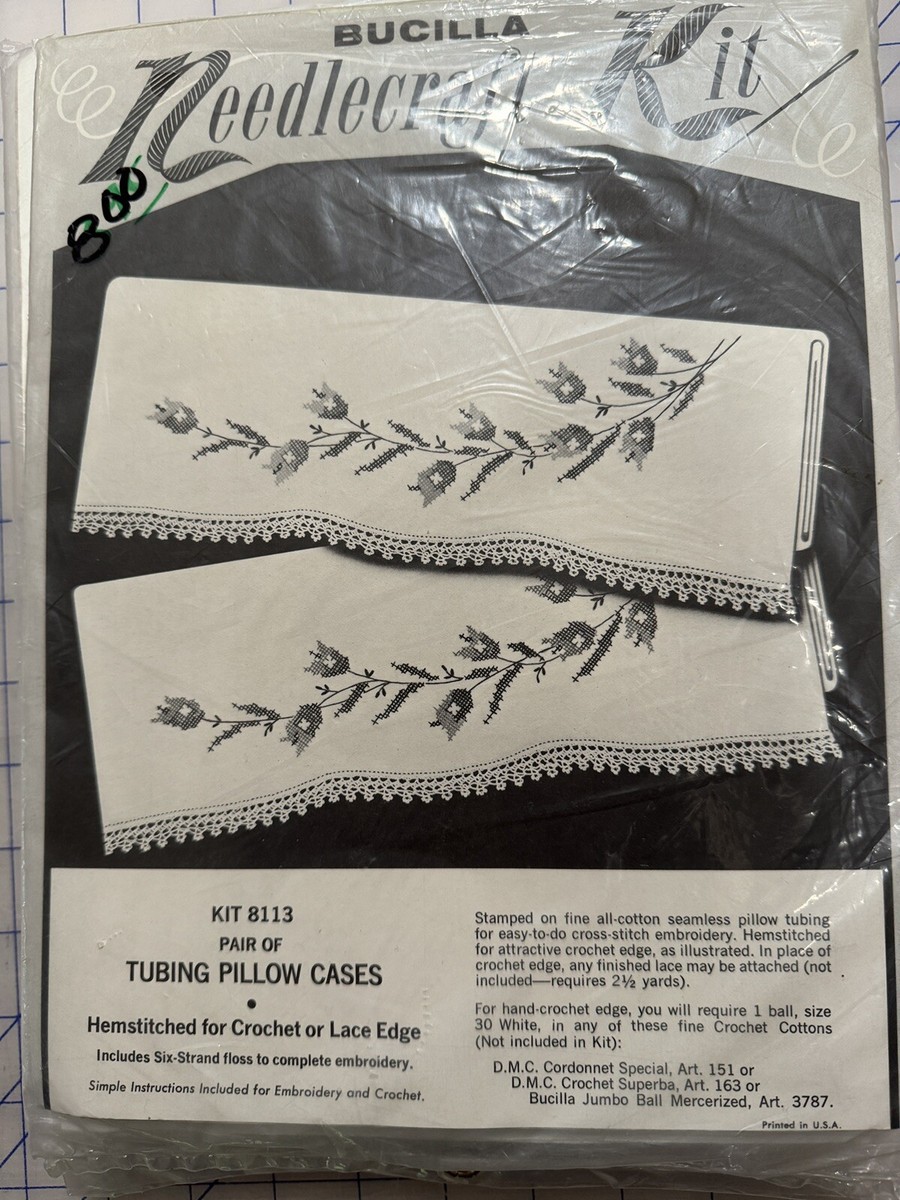 BUCILLA
Needlecraft Kit
800
KIT 8113
PAIR OF
TUBING PILLOW CASES
•
Hemstitched for Crochet or Lace Edge
Includes Six-Strand floss to complete embroidery.
Simple Instructions Included for Embroidery and Crochet.
Stamped on fine all-cotton seamless pillow tubing
for easy-to-do cross-stitch embroidery. Hemstitched
for attractive crochet edge, as illustrated. In place of
crochet edge, any finished lace may be attached (not
included—requires 2½ yards).
For hand-crochet edge, you will require 1 ball, size
30 White, in any of these fine Crochet Cottons
(Not included in Kit):
D.M.C. Cordonnet Special, Art. 151 or
D.M.C. Crochet Superba, Art. 163 or
Bucilla Jumbo Ball Mercerized, Art. 3787.
Printed in U.S.A.